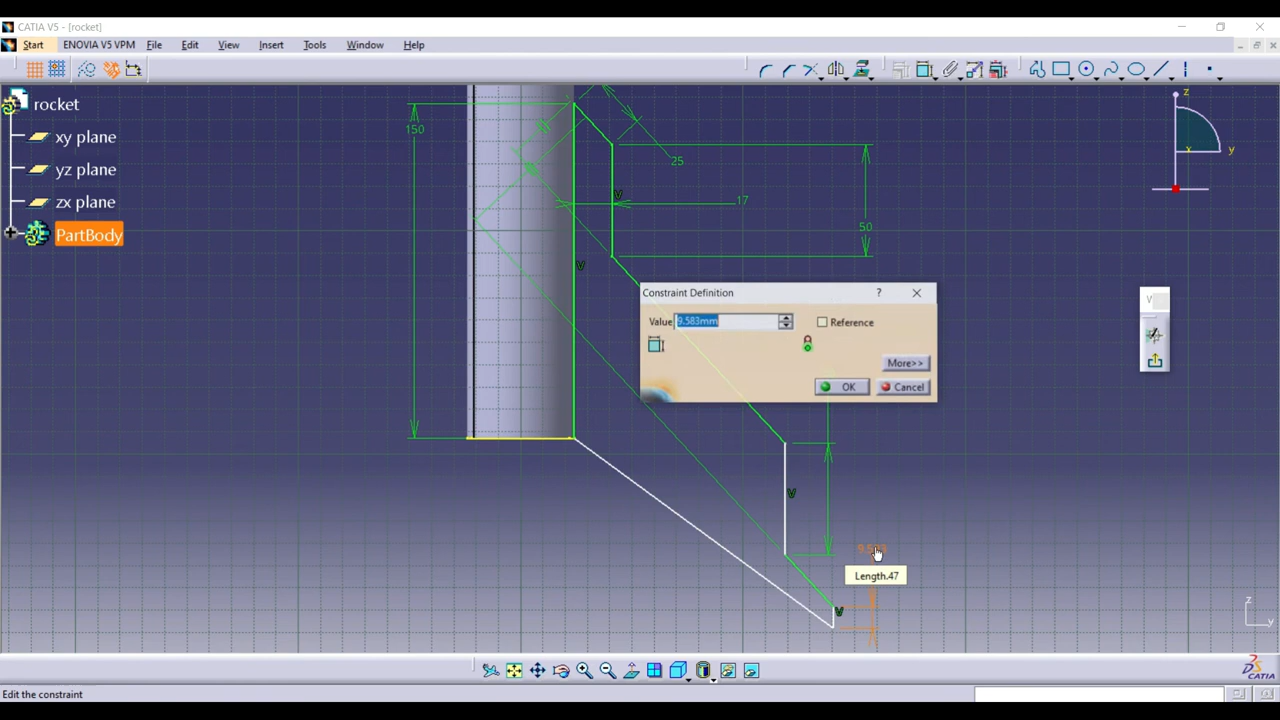 CATIA V5 - [rocket]
Start ENOVIA V5 VPM File Edit View Insert Tools Window Help
rocket
xy plane
yz plane
zx plane
PartBody
z
x
y
150
25
V
17
50
V
Constraint Definition ?
Value 9.583mm Reference
More>>
OK Cancel
V
V
Length.47
V
z
y
CATIA
Edit the constraint